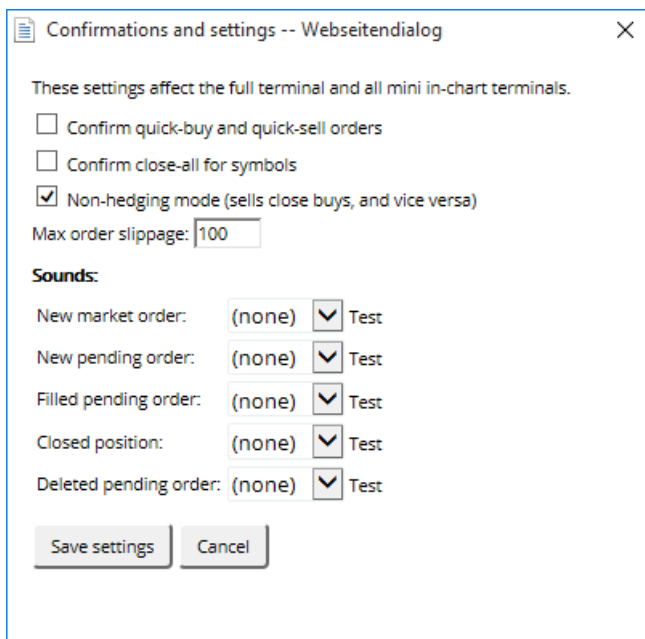 Confirmations and settings -- Webseitendialog
These settings affect the full terminal and all mini in-chart terminals.
Confirm quick-buy and quick-sell orders
Confirm close-all for symbols
Non-hedging mode (sells close buys, and vice versa)
Max order slippage: 100
Sounds:
New market order: (none) Test
New pending order: (none) Test
Filled pending order: (none) Test
Closed position: (none) Test
Deleted pending order: (none) Test
Save settings Cancel